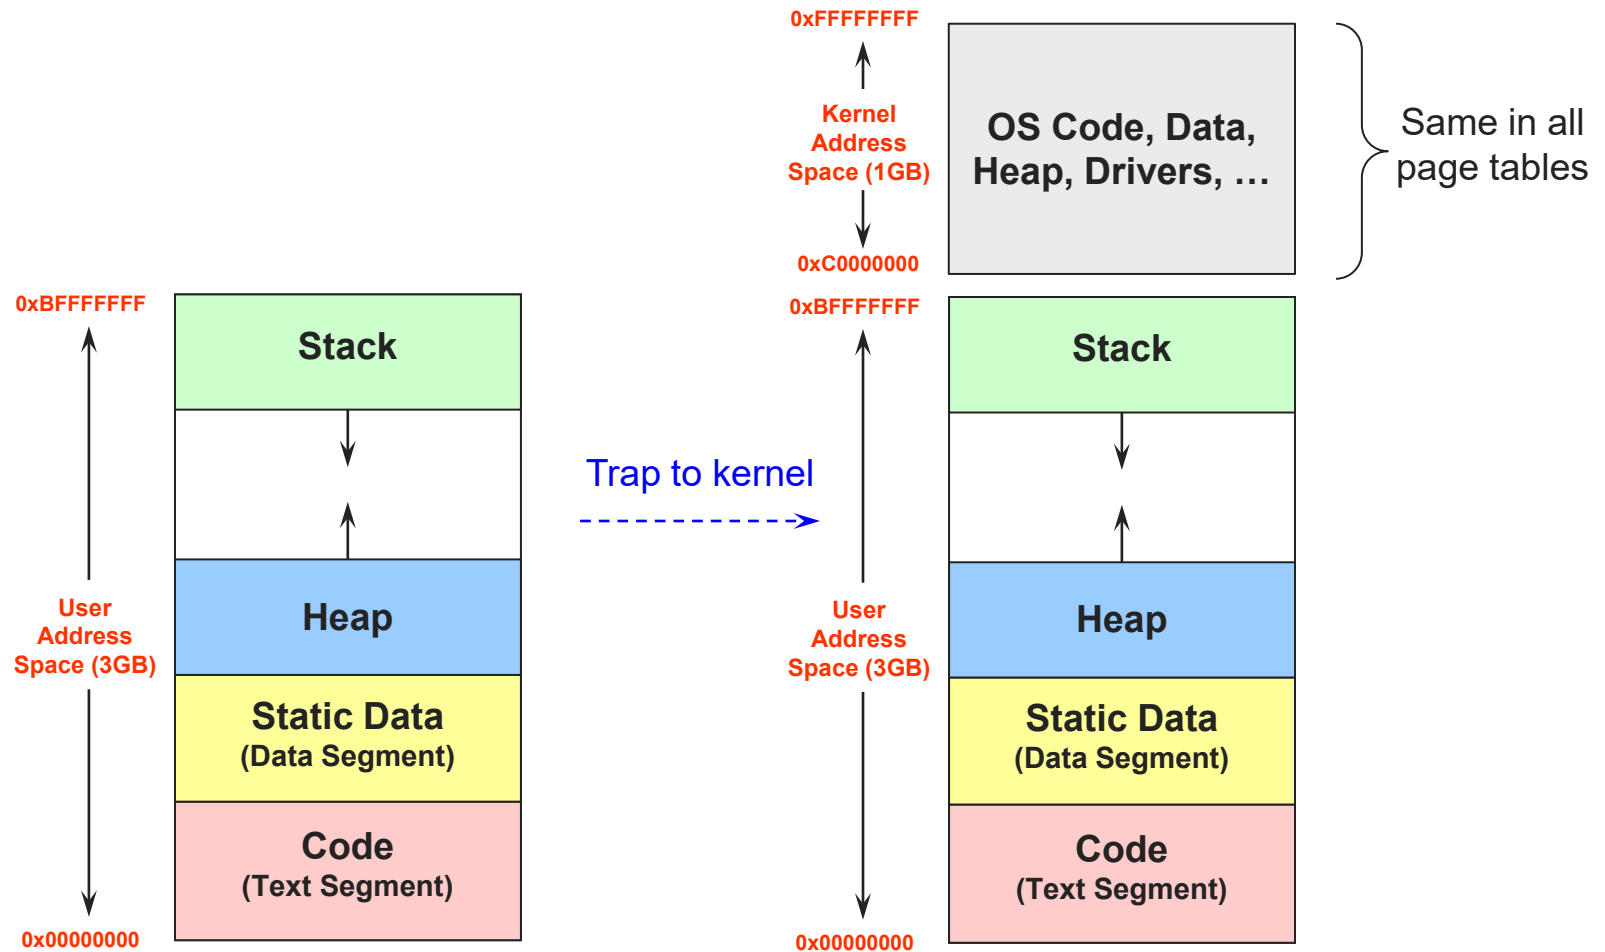 0xBFFFFFFF
User
Address
Space (3GB)
0x00000000
Stack
Heap
Static Data
(Data Segment)
Code
(Text Segment)
Trap to kernel
0xFFFFFFFF
Kernel
Address
Space (1GB)
0xC0000000
OS Code, Data,
Heap, Drivers, …
Same in all
page tables
0xBFFFFFFF
User
Address
Space (3GB)
0x00000000
Stack
Heap
Static Data
(Data Segment)
Code
(Text Segment)